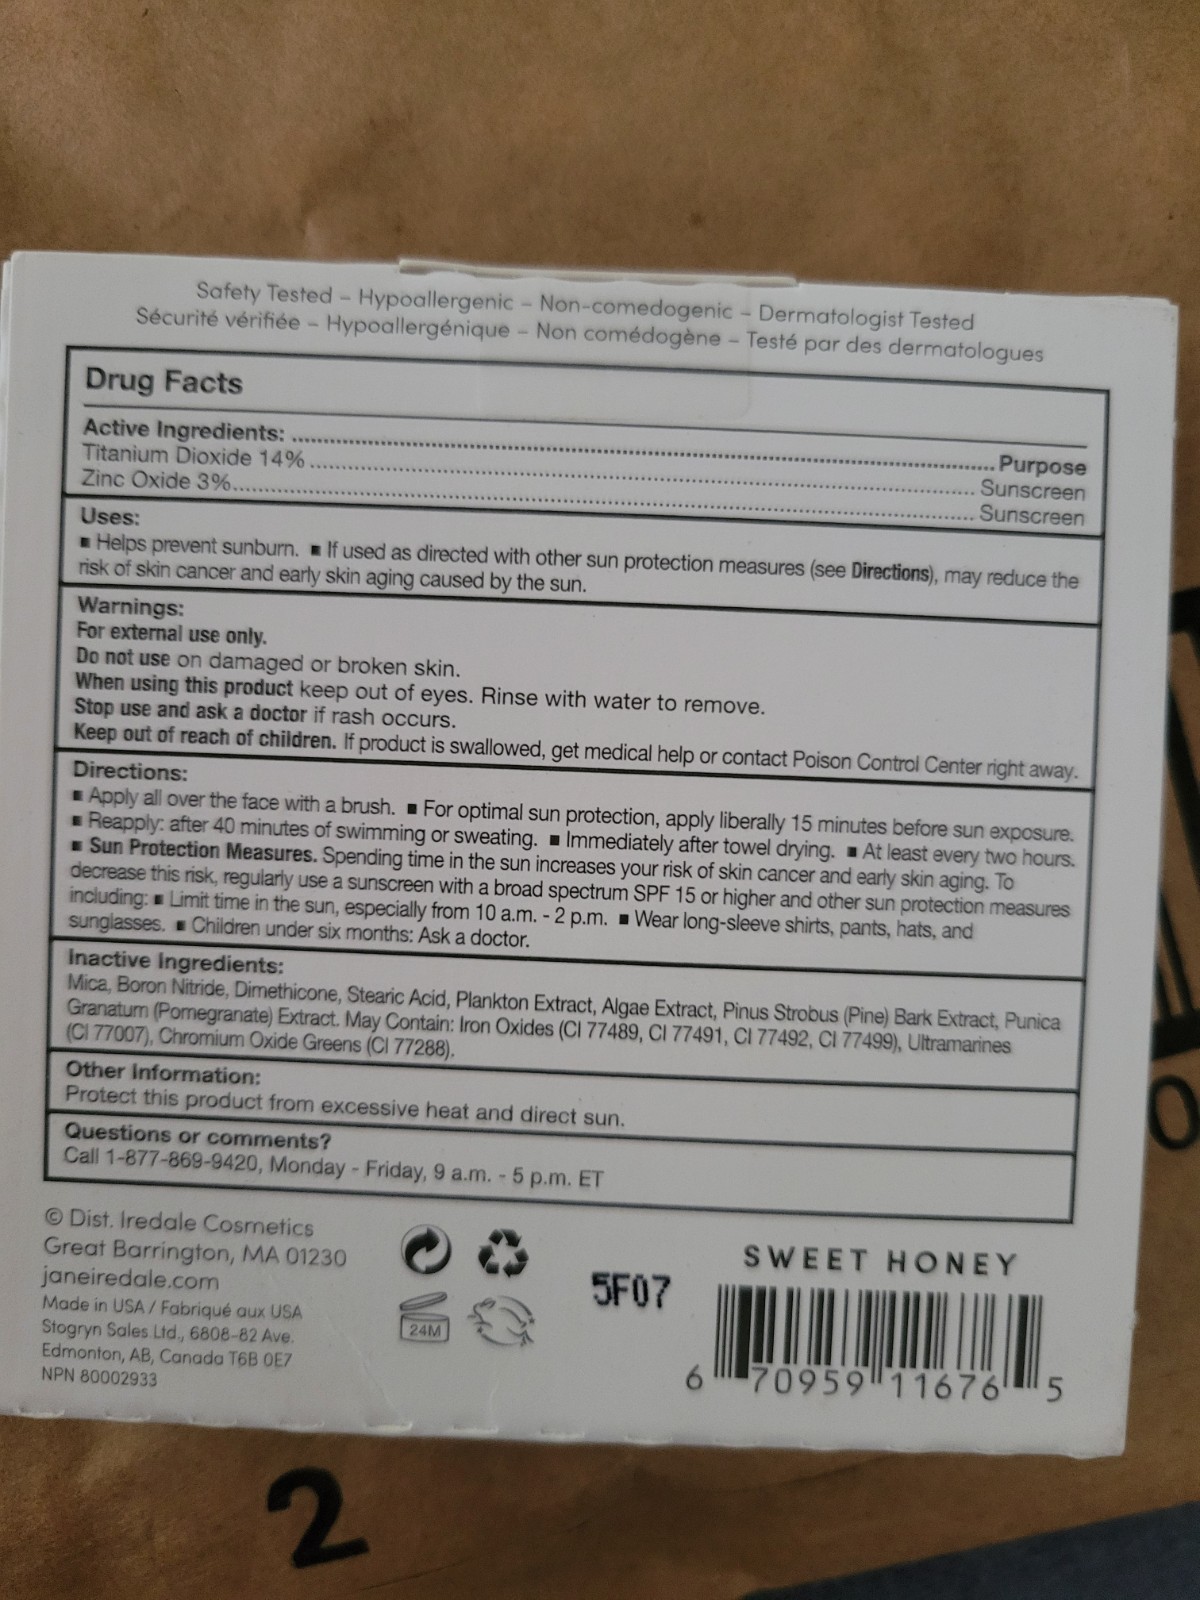 Safety Tested – Hypoallergenic – Non-comedogenic – Dermatologist Tested
Sécurité vérifiée – Hypoallergénique – Non comédogène – Testé par des dermatologues
Drug Facts
Active Ingredients: ........ Purpose
Titanium Dioxide 14% ........ Sunscreen
Zinc Oxide 3%........ Sunscreen
Uses:
▪ Helps prevent sunburn. ▪ If used as directed with other sun protection measures (see Directions), may reduce the
risk of skin cancer and early skin aging caused by the sun.
Warnings:
For external use only.
Do not use on damaged or broken skin.
When using this product keep out of eyes. Rinse with water to remove.
Stop use and ask a doctor if rash occurs.
Keep out of reach of children. If product is swallowed, get medical help or contact Poison Control Center right away.
Directions:
▪ Apply all over the face with a brush. ▪ For optimal sun protection, apply liberally 15 minutes before sun exposure.
▪ Reapply: after 40 minutes of swimming or sweating. ▪ Immediately after towel drying. ▪ At least every two hours.
▪ Sun Protection Measures. Spending time in the sun increases your risk of skin cancer and early skin aging. To
decrease this risk, regularly use a sunscreen with a broad spectrum SPF 15 or higher and other sun protection measures
including: ▪ Limit time in the sun, especially from 10 a.m. - 2 p.m. ▪ Wear long-sleeve shirts, pants, hats, and
sunglasses. ▪ Children under six months: Ask a doctor.
Inactive Ingredients:
Mica, Boron Nitride, Dimethicone, Stearic Acid, Plankton Extract, Algae Extract, Pinus Strobus (Pine) Bark Extract, Punica
Granatum (Pomegranate) Extract. May Contain: Iron Oxides (CI 77489, CI 77491, CI 77492, CI 77499), Ultramarines
(CI 77007), Chromium Oxide Greens (CI 77288).
Other Information:
Protect this product from excessive heat and direct sun.
Questions or comments?
Call 1-877-869-9420, Monday - Friday, 9 a.m. - 5 p.m. ET
© Dist. Iredale Cosmetics
Great Barrington, MA 01230
janeiredale.com
Made in USA / Fabriqué aux USA
Stogryn Sales Ltd., 6808-82 Ave.
Edmonton, AB, Canada T6B 0E7
NPN 80002933
24M
5F07
SWEET HONEY
6 70959 11676 5
2